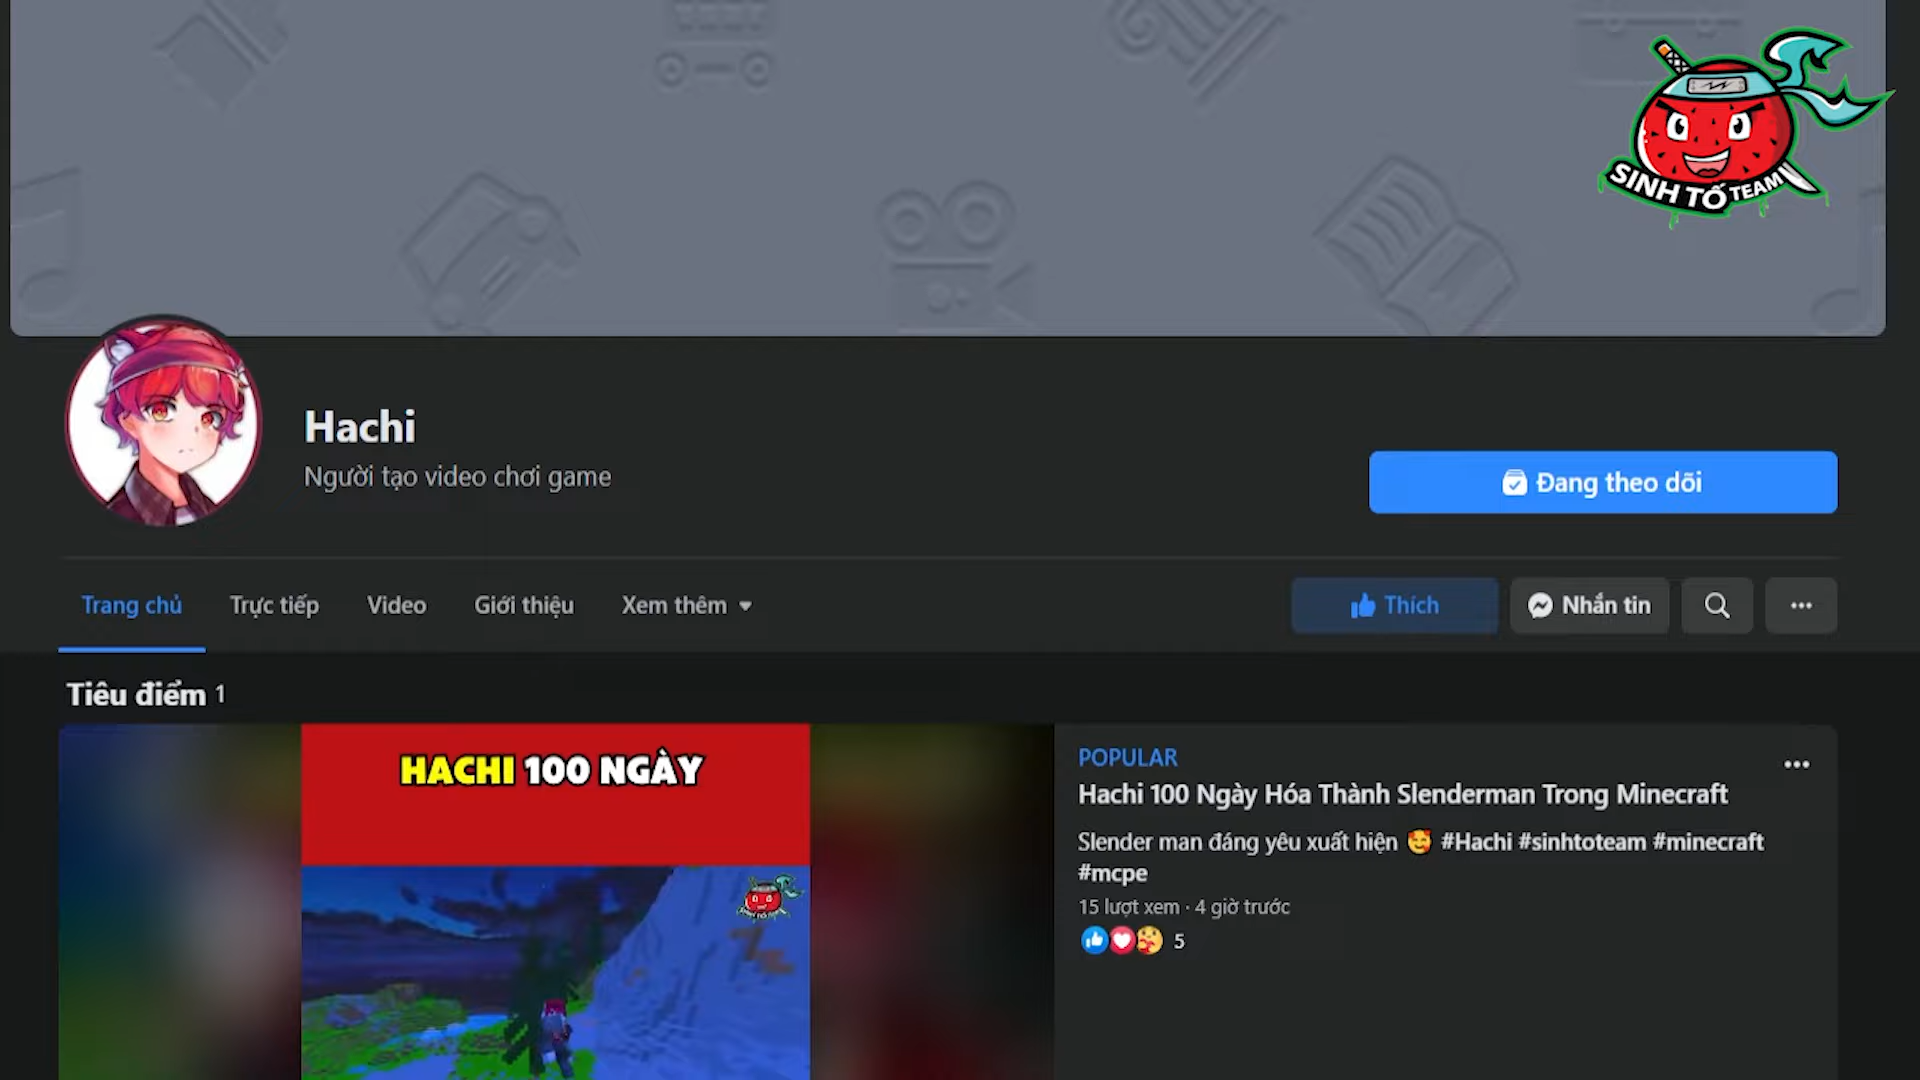 SINH TỐ TEAM
Hachi
Người tạo video chơi game
Đang theo dõi
Trang chủ
Trực tiếp
Video
Giới thiệu
Xem thêm
Thích
Nhắn tin
Tiêu điểm 1
HACHI 100 NGÀY
POPULAR
Hachi 100 Ngày Hóa Thành Slenderman Trong Minecraft
Slender man đáng yêu xuất hiện 🥰 #Hachi #sinhtoteam #minecraft
#mcpe
15 lượt xem · 4 giờ trước
5